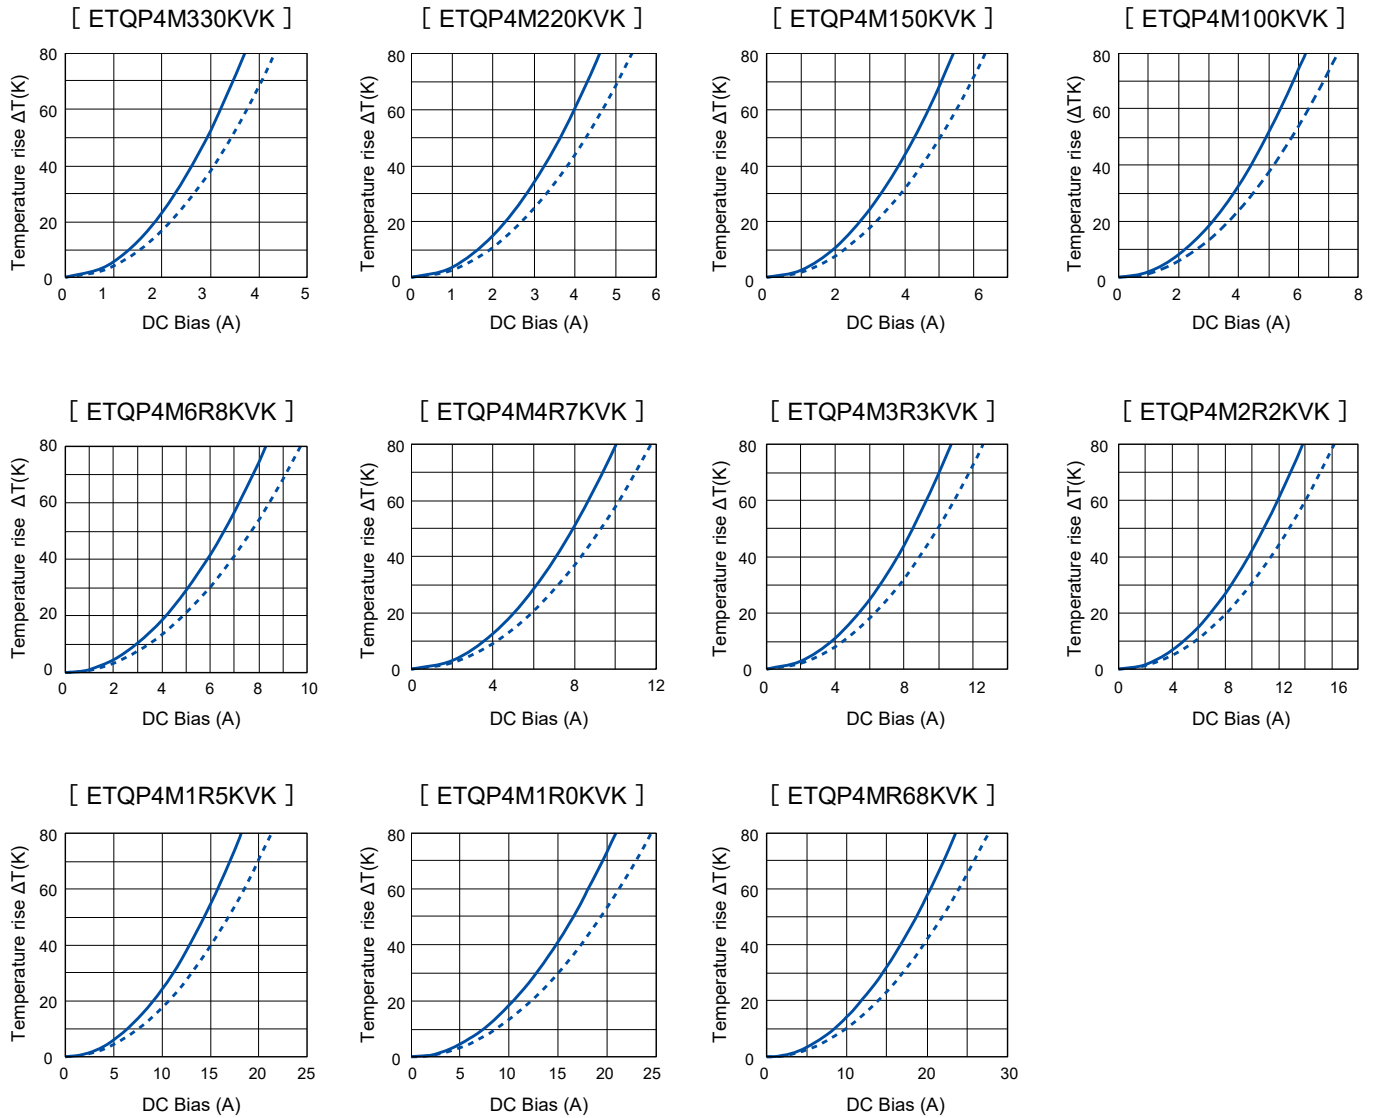 [ ETQP4M330KVK ]
[ ETQP4M220KVK ]
[ ETQP4M150KVK ]
[ ETQP4M100KVK ]
Temperature rise ΔT(K)
80
60
40
20
0
0 1 2 3 4 5
DC Bias (A)
Temperature rise ΔT(K)
80
60
40
20
0
0 1 2 3 4 5 6
DC Bias (A)
Temperature rise ΔT(K)
80
60
40
20
0
0 2 4 6
DC Bias (A)
Temperature rise (ΔTK)
80
60
40
20
0
0 2 4 6 8
DC Bias (A)
[ ETQP4M6R8KVK ]
[ ETQP4M4R7KVK ]
[ ETQP4M3R3KVK ]
[ ETQP4M2R2KVK ]
Temperature rise ΔT(K)
80
60
40
20
0
0 2 4 6 8 10
DC Bias (A)
Temperature rise ΔT(K)
80
60
40
20
0
0 4 8 12
DC Bias (A)
Temperature rise ΔT(K)
80
60
40
20
0
0 4 8 12
DC Bias (A)
Temperature rise ΔT(K)
80
60
40
20
0
0 4 8 12 16
DC Bias (A)
[ ETQP4M1R5KVK ]
[ ETQP4M1R0KVK ]
[ ETQP4MR68KVK ]
Temperature rise ΔT(K)
80
60
40
20
0
0 5 10 15 20 25
DC Bias (A)
Temperature rise ΔT(K)
80
60
40
20
0
0 5 10 15 20 25
DC Bias (A)
Temperature rise ΔT(K)
80
60
40
20
0
0 10 20 30
DC Bias (A)